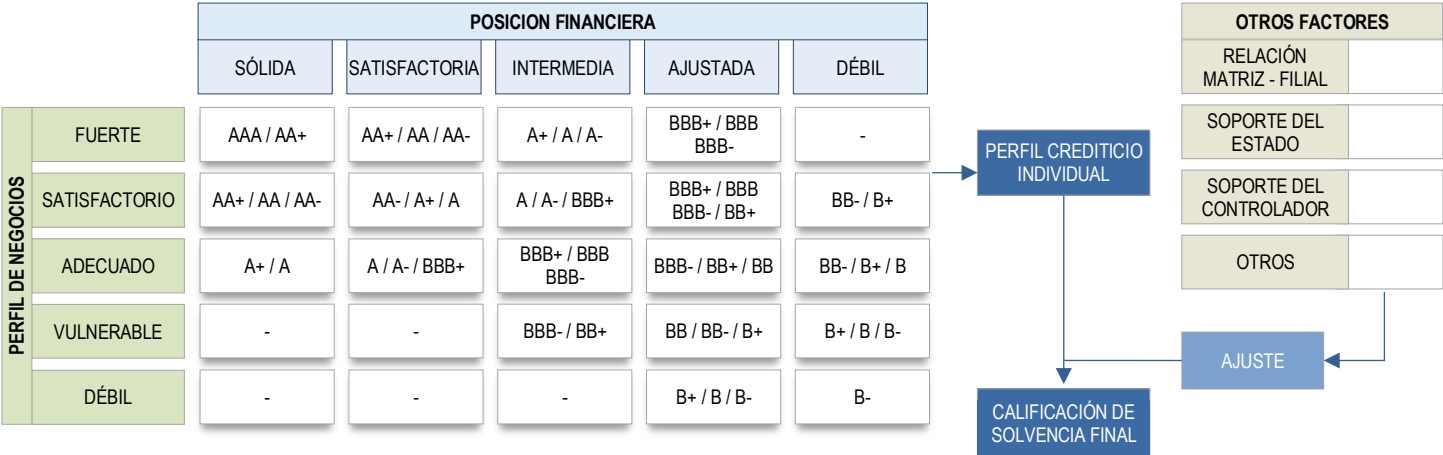 POSICION FINANCIERA
SÓLIDA
SATISFACTORIA
INTERMEDIA
AJUSTADA
DÉBIL
PERFIL DE NEGOCIOS
FUERTE
AAA / AA+
AA+ / AA / AA-
A+ / A / A-
BBB+ / BBB
BBB-
-
SATISFACTORIO
AA+ / AA / AA-
AA- / A+ / A
A / A- / BBB+
BBB+ / BBB
BBB- / BB+
BB- / B+
ADECUADO
A+ / A
A / A- / BBB+
BBB+ / BBB
BBB-
BBB- / BB+ / BB
BB- / B+ / B
VULNERABLE
-
-
BBB- / BB+
BB / BB- / B+
B+ / B / B-
DÉBIL
-
-
-
B+ / B / B-
B-
PERFIL CREDITICIO
INDIVIDUAL
CALIFICACIÓN DE
SOLVENCIA FINAL
OTROS FACTORES
RELACIÓN
MATRIZ - FILIAL
SOPORTE DEL
ESTADO
SOPORTE DEL
CONTROLADOR
OTROS
AJUSTE